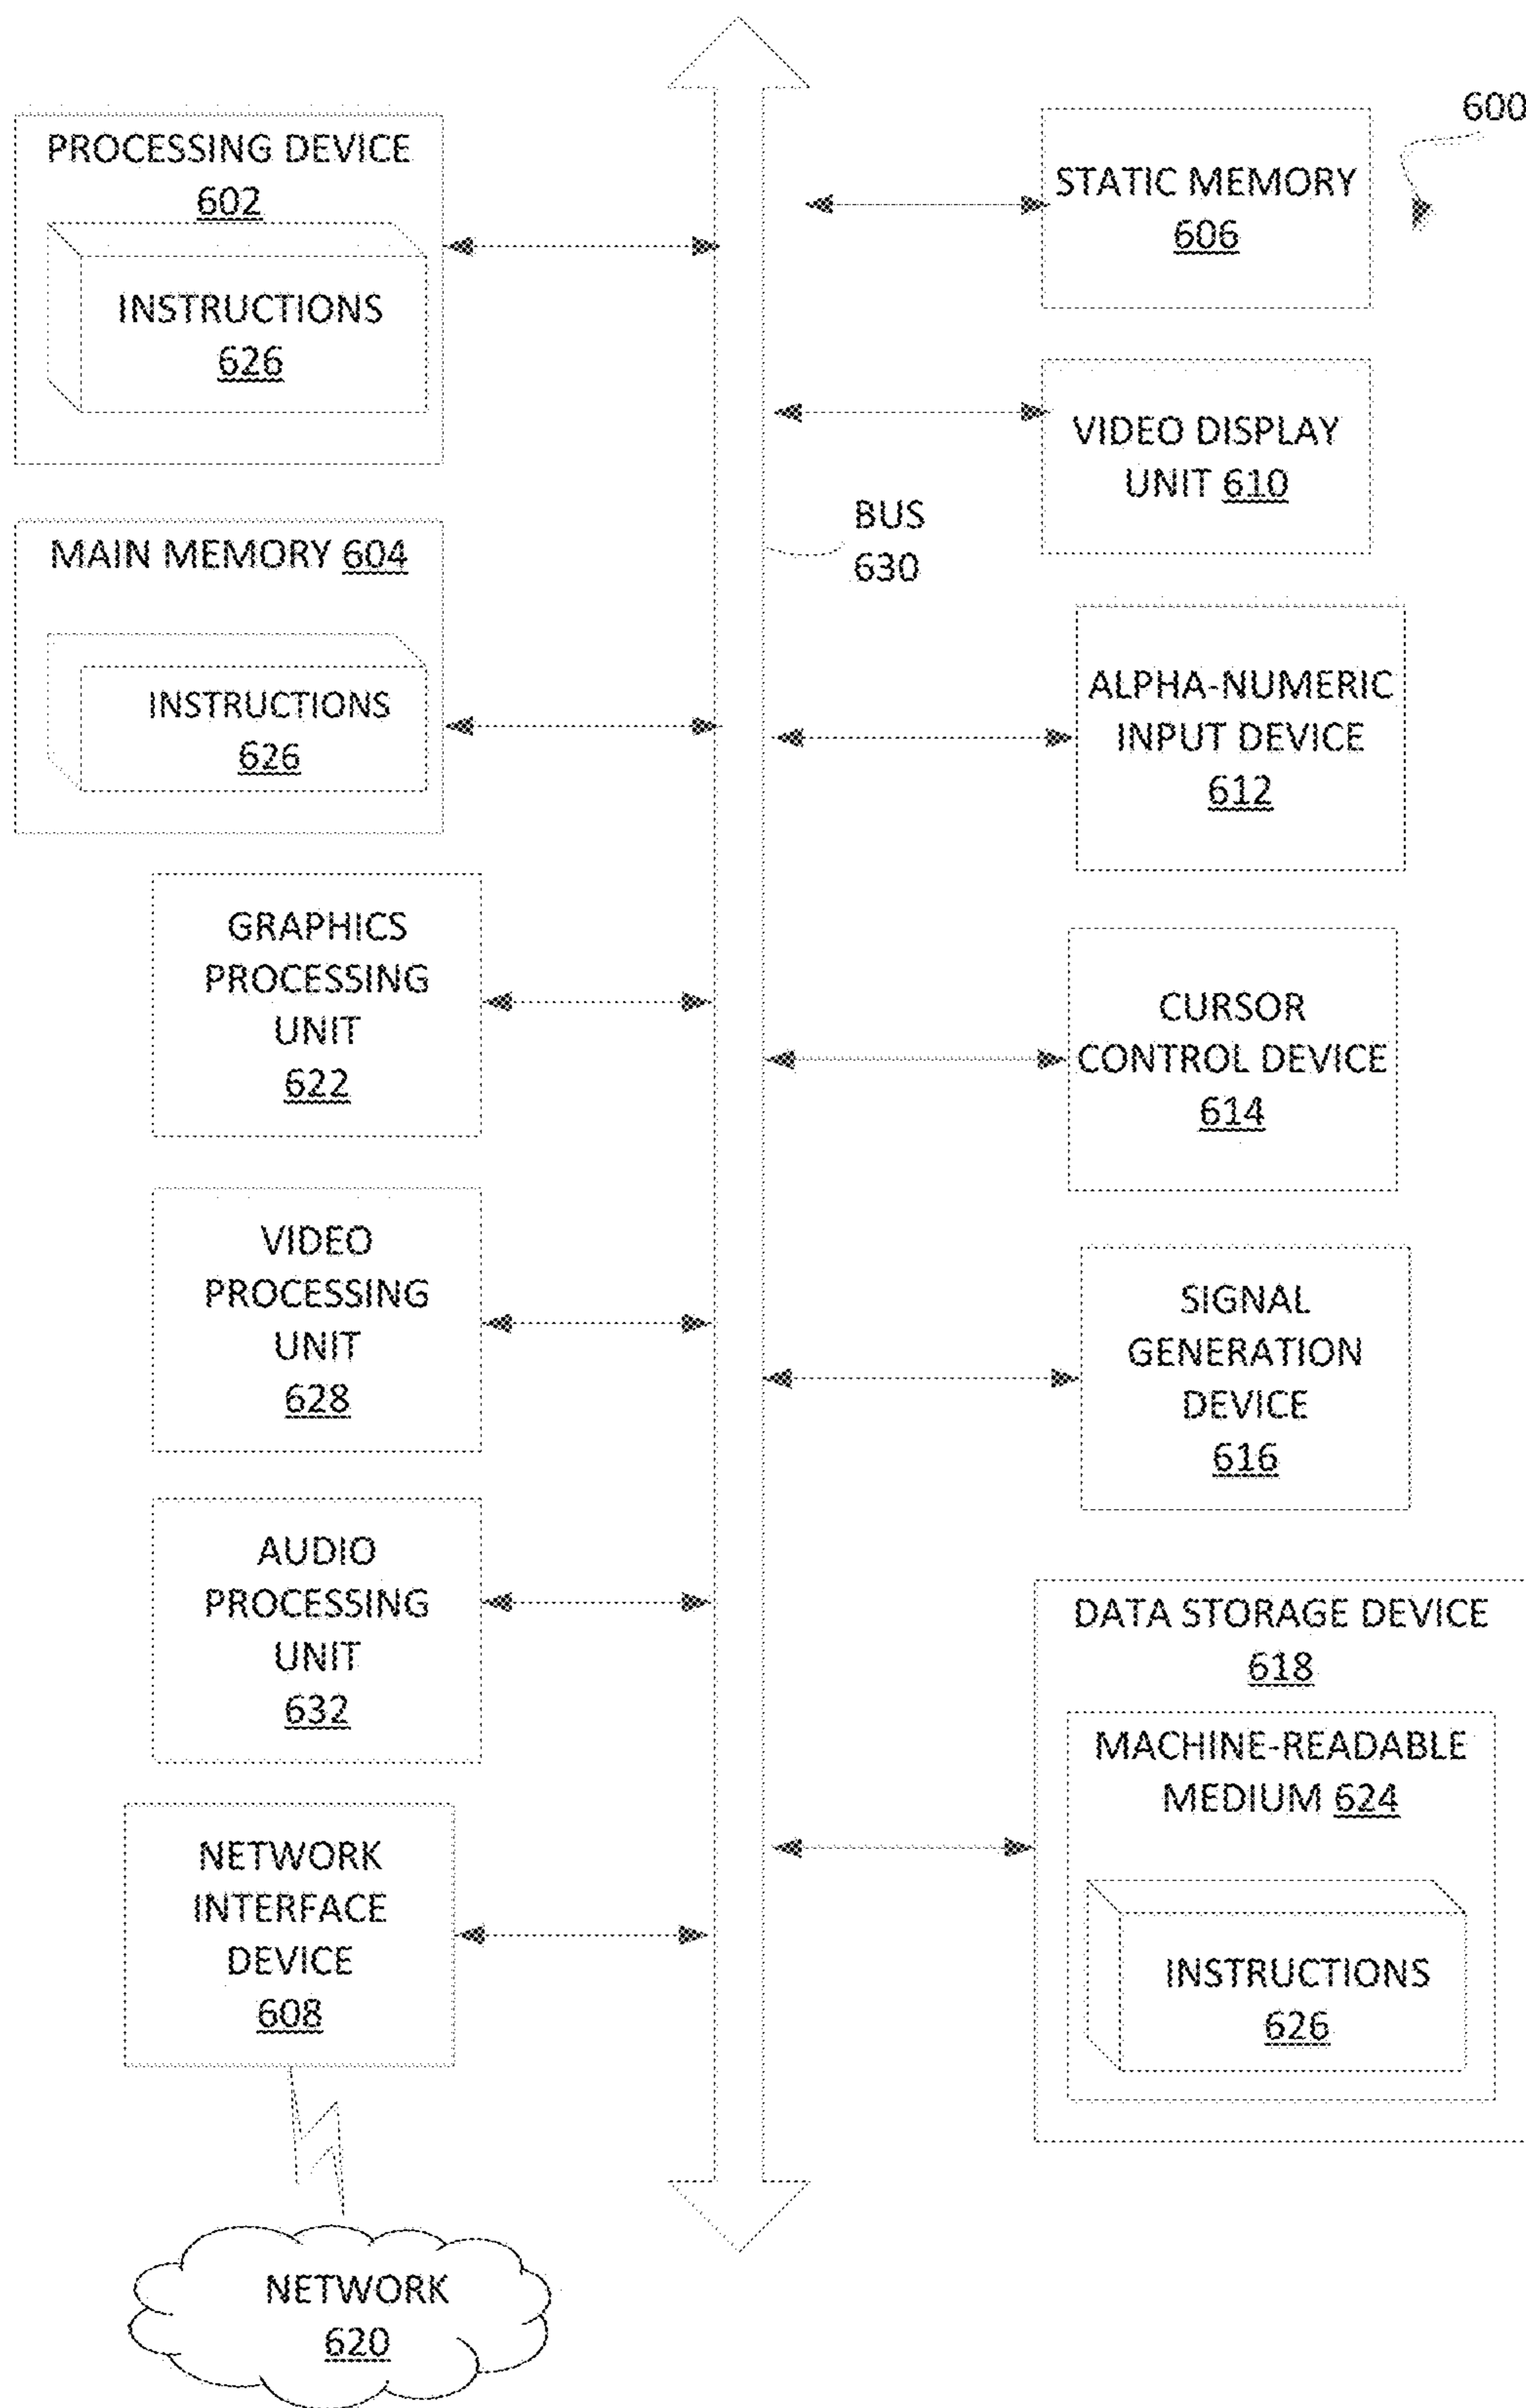 PROCESSING DEVICE
602
INSTRUCTIONS
626
MAIN MEMORY 604
INSTRUCTIONS
626
GRAPHICS
PROCESSING
UNIT
622
VIDEO
PROCESSING
UNIT
628
AUDIO
PROCESSING
UNIT
632
NETWORK
INTERFACE
DEVICE
608
NETWORK
620
BUS
630
600
STATIC MEMORY
606
VIDEO DISPLAY
UNIT 610
ALPHA-NUMERIC
INPUT DEVICE
612
CURSOR
CONTROL DEVICE
614
SIGNAL
GENERATION
DEVICE
616
DATA STORAGE DEVICE
618
MACHINE-READABLE
MEDIUM 624
INSTRUCTIONS
626